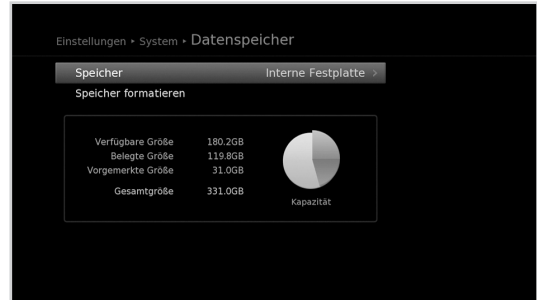 Einstellungen ‣ System ‣ Datenspeicher
Speicher Interne Festplatte >
Speicher formatieren
Verfügbare Größe 180.2GB
Belegte Größe 119.8GB
Vorgemerkte Größe 31.0GB
Gesamtgröße 331.0GB
Kapazität